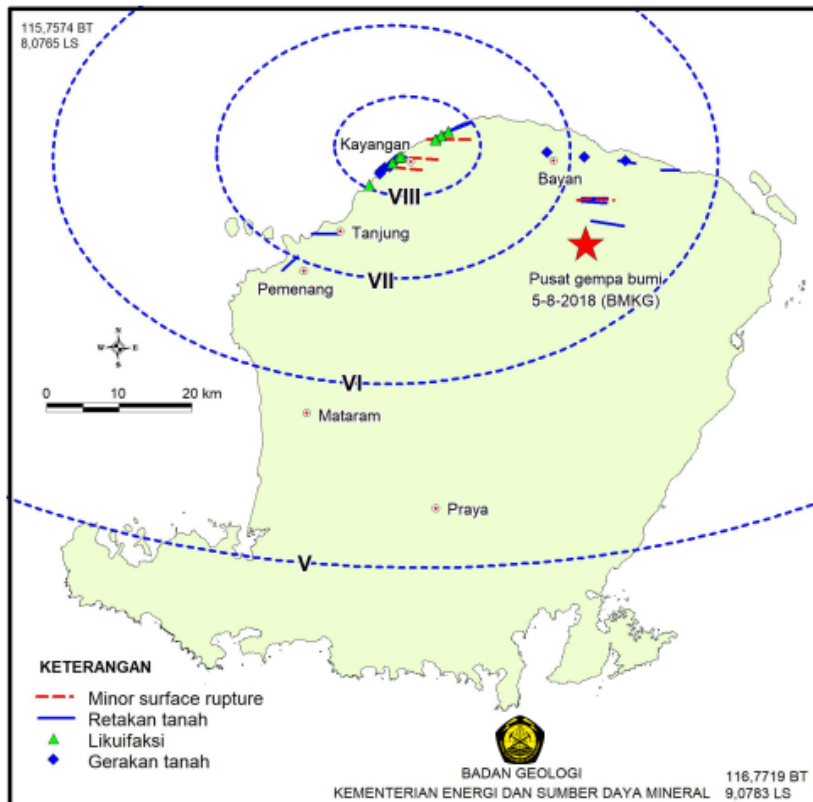 115,7574 BT
8,0765 LS
Kayangan
Bayan
VIII
Tanjung
VII
Pemenang
Pusat gempa bumi
5-8-2018 (BMKG)
N
W E
S
VI
0 10 20 km
Mataram
Praya
V
KETERANGAN
Minor surface rupture
Retakan tanah
Likuifaksi
Gerakan tanah
BADAN GEOLOGI
KEMENTERIAN ENERGI DAN SUMBER DAYA MINERAL
116,7719 BT
9,0783 LS